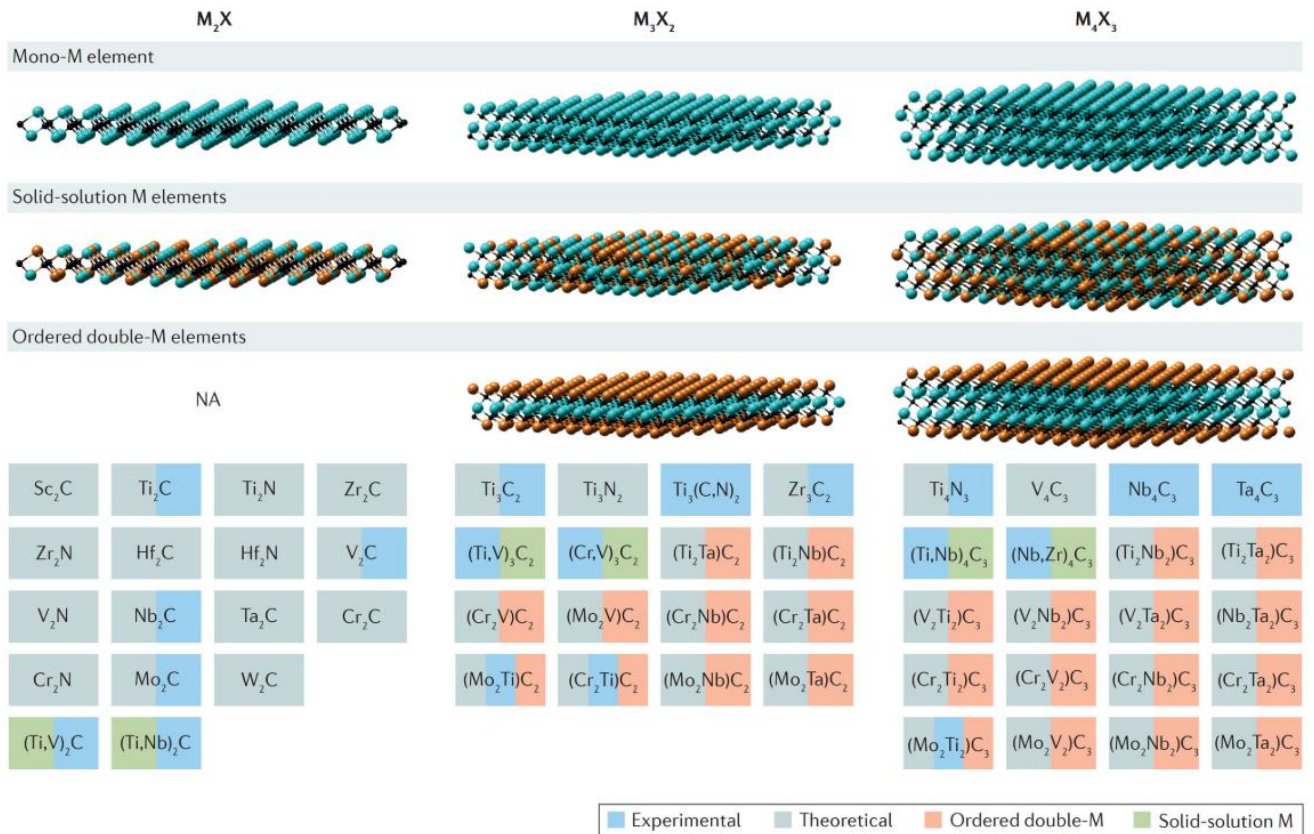 M₂X M₃X₂ M₄X₃
Mono-M element
Solid-solution M elements
Ordered double-M elements
NA
Sc₂C Ti₂C Ti₂N Zr₂C
Zr₂N Hf₂C Hf₂N V₂C
V₂N Nb₂C Ta₂C Cr₂C
Cr₂N Mo₂C W₂C
(Ti,V)₂C (Ti,Nb)₂C
Ti₃C₂ Ti₃N₂ Ti₃(C,N)₂ Zr₃C₂
(Ti,V)₃C₂ (Cr,V)₃C₂ (Ti₂Ta)C₂ (Ti₂Nb)C₂
(Cr₂V)C₂ (Mo₂V)C₂ (Cr₂Nb)C₂ (Cr₂Ta)C₂
(Mo₂Ti)C₂ (Cr₂Ti)C₂ (Mo₂Nb)C₂ (Mo₂Ta)C₂
Ti₄N₃ V₄C₃ Nb₄C₃ Ta₄C₃
(Ti,Nb)₄C₃ (Nb,Zr)₄C₃ (Ti₂Nb₂)C₃ (Ti₂Ta₂)C₃
(V₂Ti₂)C₃ (V₂Nb₂)C₃ (V₂Ta₂)C₃ (Nb₂Ta₂)C₃
(Cr₂Ti₂)C₃ (Cr₂V₂)C₃ (Cr₂Nb₂)C₃ (Cr₂Ta₂)C₃
(Mo₂Ti₂)C₃ (Mo₂V₂)C₃ (Mo₂Nb₂)C₃ (Mo₂Ta₂)C₃
Experimental Theoretical Ordered double-M Solid-solution M